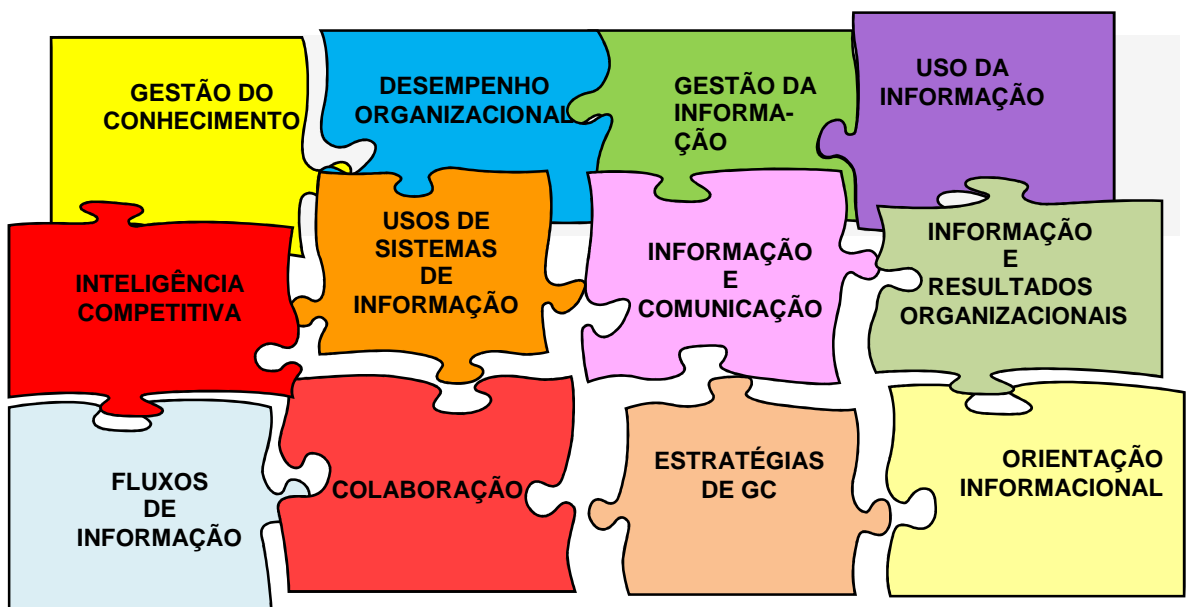 GESTÃO DO
CONHECIMENTO
DESEMPENHO
ORGANIZACIONAL
GESTÃO DA
INFORMA-
ÇÃO
USO DA
INFORMAÇÃO
INTELIGÊNCIA
COMPETITIVA
USOS DE
SISTEMAS
DE
INFORMAÇÃO
INFORMAÇÃO
E
COMUNICAÇÃO
INFORMAÇÃO
E
RESULTADOS
ORGANIZACIONAIS
FLUXOS
DE
INFORMAÇÃO
COLABORAÇÃO
ESTRATÉGIAS
DE GC
ORIENTAÇÃO
INFORMACIONAL